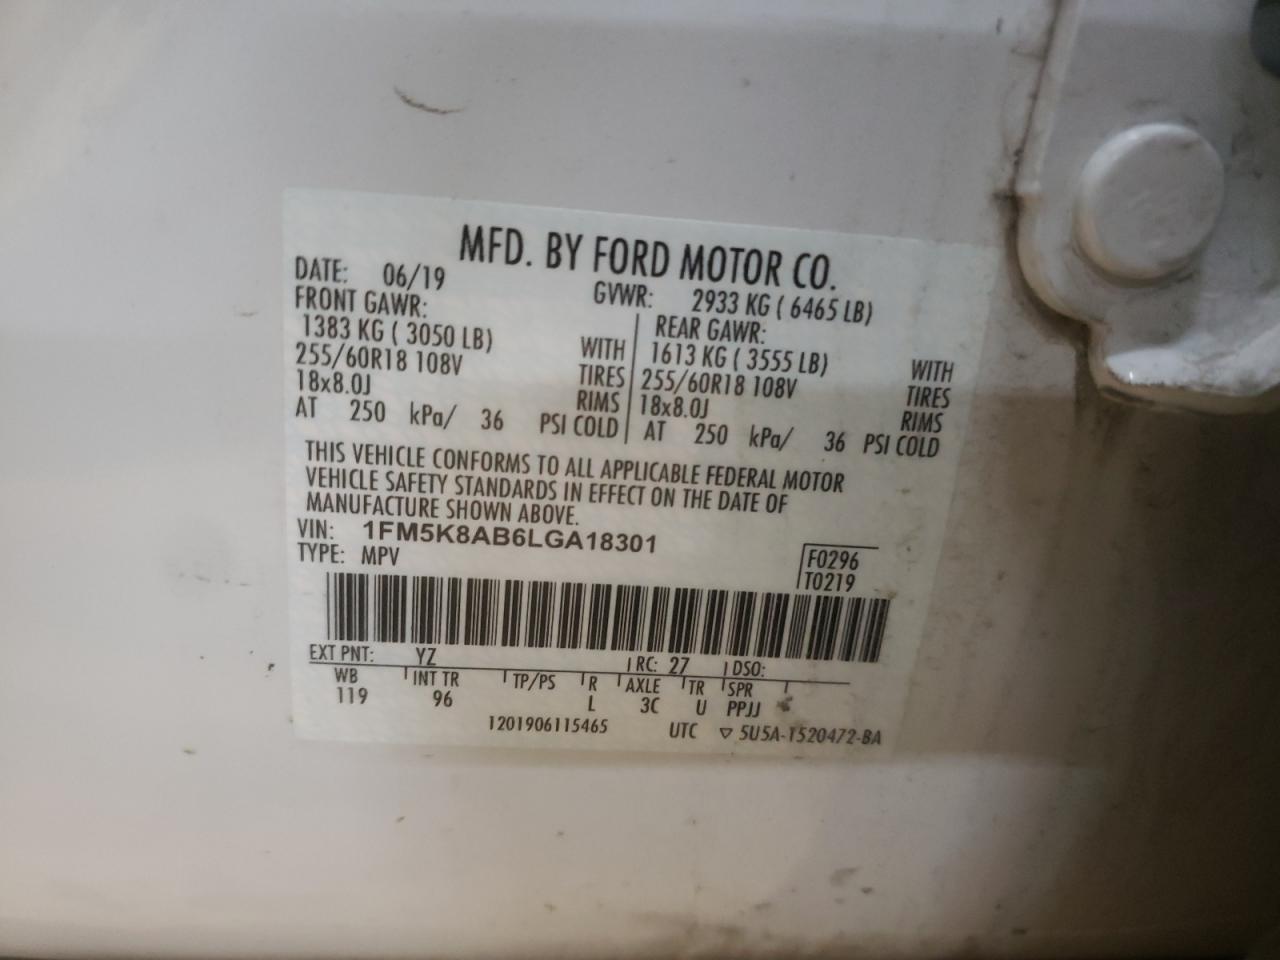 MFD. BY FORD MOTOR CO.
DATE: 06/19 GVWR: 2933 KG ( 6465 LB)
FRONT GAWR: REAR GAWR:
1383 KG ( 3050 LB) WITH 1613 KG ( 3555 LB) WITH
255/60R18 108V TIRES 255/60R18 108V TIRES
18x8.0J RIMS 18x8.0J RIMS
AT 250 kPa/ 36 PSI COLD AT 250 kPa/ 36 PSI COLD
THIS VEHICLE CONFORMS TO ALL APPLICABLE FEDERAL MOTOR
VEHICLE SAFETY STANDARDS IN EFFECT ON THE DATE OF
MANUFACTURE SHOWN ABOVE.
VIN: 1FM5K8AB6LGA18301
TYPE: MPV F0296
T0219
EXT PNT: YZ RC: 27 DSO:
WB INT TR TP/PS R AXLE TR SPR
119 96 L 3C U PPJJ
1201906115465 UTC ▽ 5U5A-1520472-BA